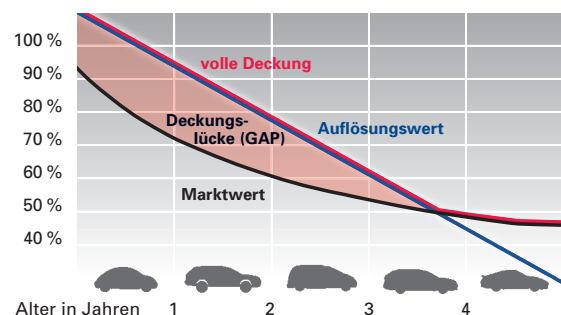 100 %
90 %
80 %
70 %
60 %
50 %
40 %
volle Deckung
Auflösungswert
Deckungs-
lücke (GAP)
Marktwert
Alter in Jahren 1 2 3 4